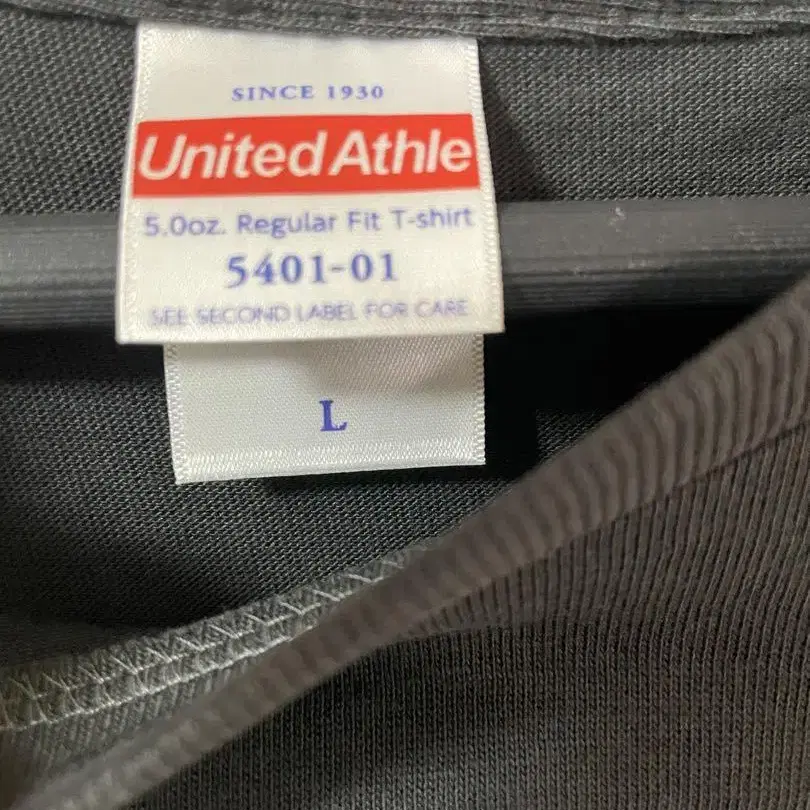 SINCE 1930
United Athle
5.0oz. Regular Fit T-shirt
5401-01
SEE SECOND LABEL FOR CARE
L